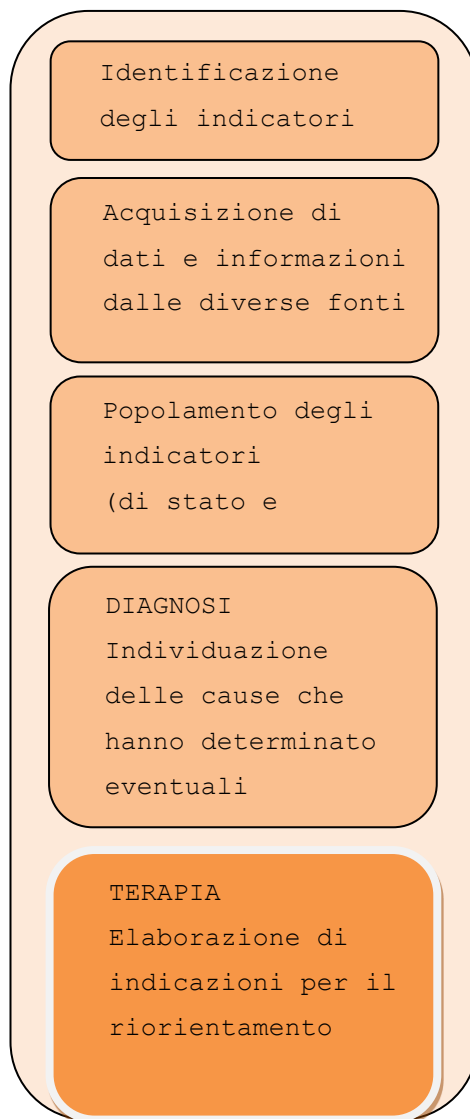 Identificazione
degli indicatori
Acquisizione di
dati e informazioni
dalle diverse fonti
Popolamento degli
indicatori
(di stato e
DIAGNOSI
Individuazione
delle cause che
hanno determinato
eventuali
TERAPIA
Elaborazione di
indicazioni per il
riorientamento